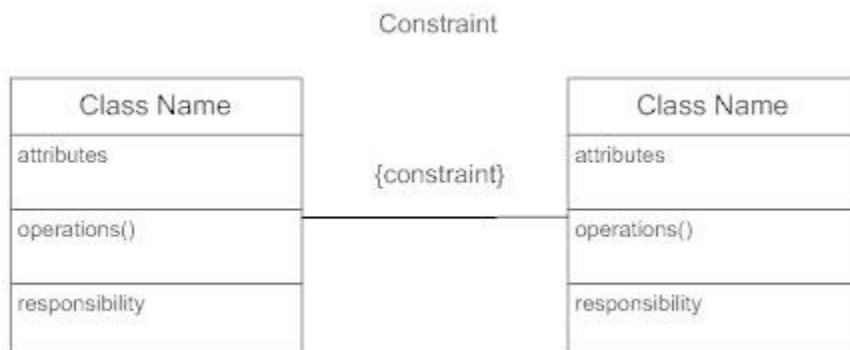 Constraint
Class Name
attributes
operations()
responsibility
{constraint}
Class Name
attributes
operations()
responsibility